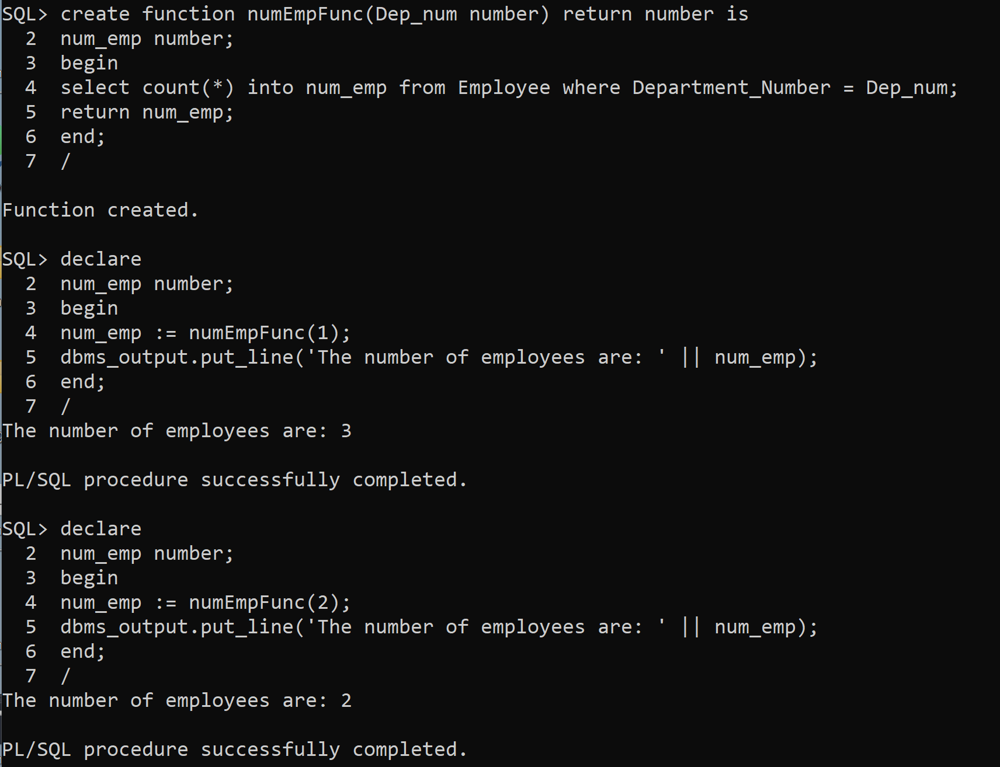 SQL> create function numEmpFunc(Dep_num number) return number is
  2  num_emp number;
  3  begin
  4  select count(*) into num_emp from Employee where Department_Number = Dep_num;
  5  return num_emp;
  6  end;
  7  /
Function created.
SQL> declare
  2  num_emp number;
  3  begin
  4  num_emp := numEmpFunc(1);
  5  dbms_output.put_line('The number of employees are: ' || num_emp);
  6  end;
  7  /
The number of employees are: 3
PL/SQL procedure successfully completed.
SQL> declare
  2  num_emp number;
  3  begin
  4  num_emp := numEmpFunc(2);
  5  dbms_output.put_line('The number of employees are: ' || num_emp);
  6  end;
  7  /
The number of employees are: 2
PL/SQL procedure successfully completed.